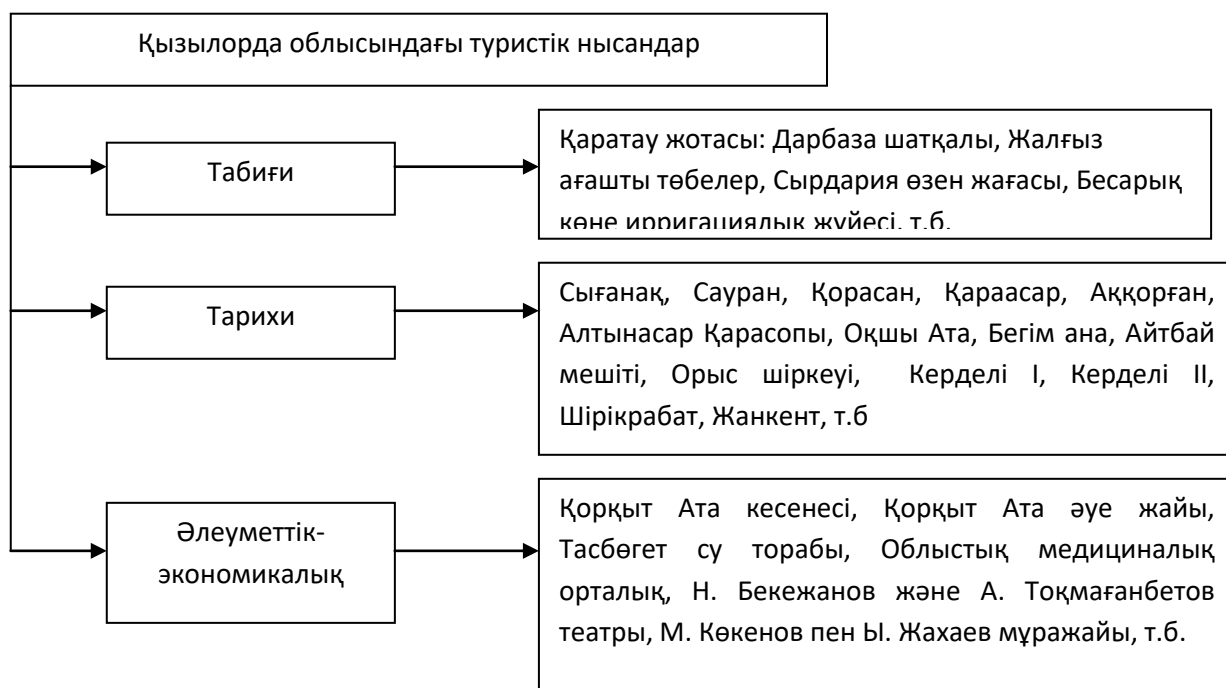 Қызылорда облысындағы туристік нысандар
Табиғи
Қаратау жотасы: Дарбаза шатқалы, Жалғыз
ағашты төбелер, Сырдария өзен жағасы, Бесарық
көне ирригациялық жүйесі, т.б.
Тарихи
Сығанақ, Сауран, Қорасан, Қараасар, Аққорған,
Алтынасар Қарасопы, Оқшы Ата, Бегім ана, Айтбай
мешіті, Орыс шіркеуі, Керделі I, Керделі II,
Шірікрабат, Жанкент, т.б
Әлеуметтік-
экономикалық
Қорқыт Ата кесенесі, Қорқыт Ата әуе жайы,
Тасбөгет су торабы, Облыстық медициналық
орталық, Н. Бекежанов және А. Тоқмағанбетов
театры, М. Көкенов пен Ы. Жахаев мұражайы, т.б.